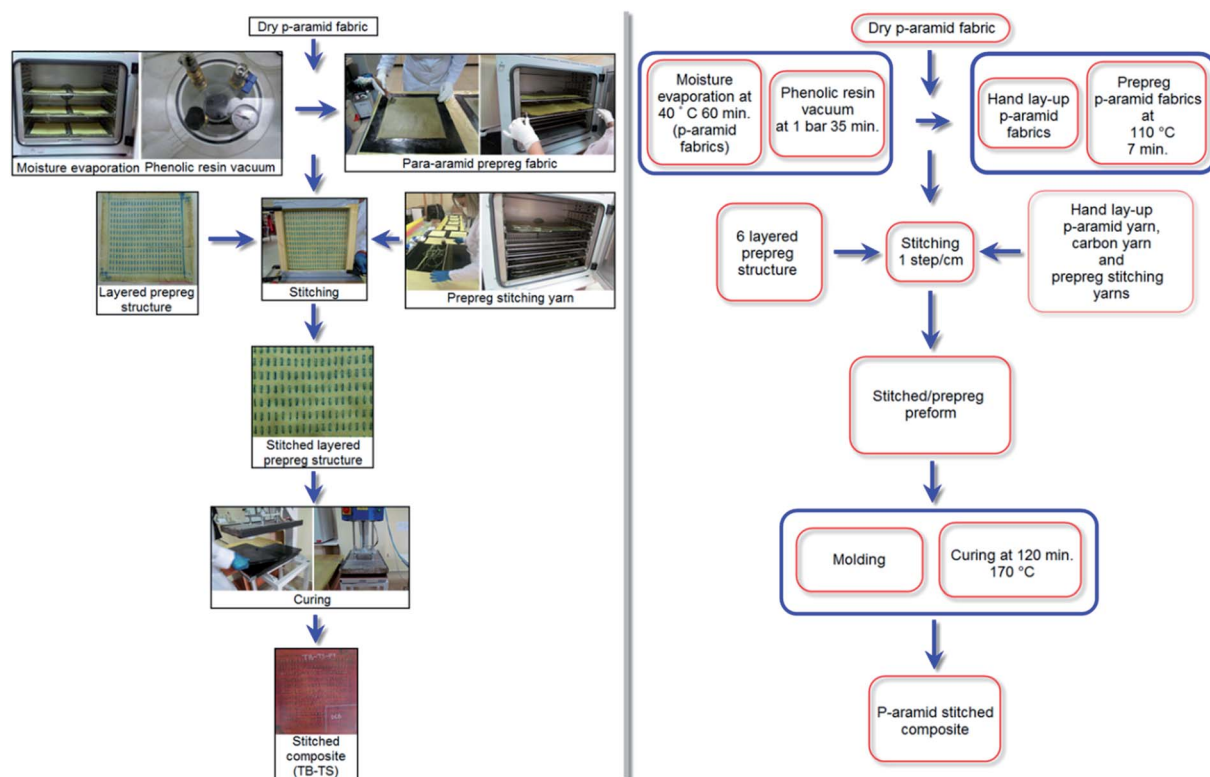 Dry p-aramid fabric
Moisture evaporation
Phenolic resin vacuum
Para-aramid prepreg fabric
Layered prepreg
structure
Stitching
Prepreg stitching yarn
Stitched layered
prepreg structure
Curing
Stitched
composite
(TB-TS)
Dry p-aramid fabric
Moisture
evaporation at
40 ° C 60 min.
(p-aramid
fabrics)
Phenolic resin
vacuum
at 1 bar 35 min.
Hand lay-up
p-aramid
fabrics
Prepreg
p-aramid fabrics
at
110 °C
7 min.
6 layered
prepreg
structure
Stitching
1 step/cm
Hand lay-up
p-aramid yarn,
carbon yarn
and
prepreg stitching
yarns
Stitched/prepreg
preform
Molding
Curing at 120 min.
170 °C
P-aramid stitched
composite